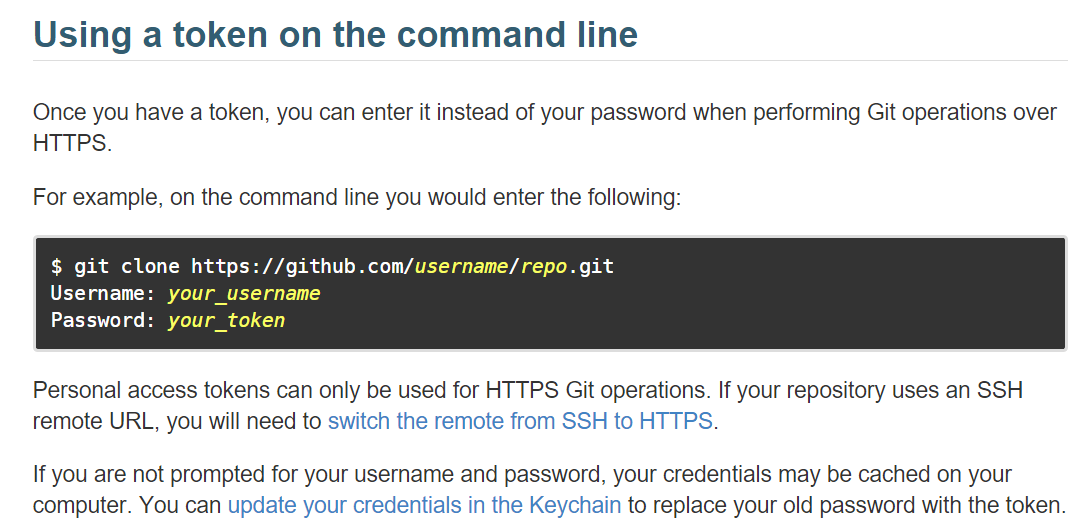 Using a token on the command line
Once you have a token, you can enter it instead of your password when performing Git operations over
HTTPS.
For example, on the command line you would enter the following:
$ git clone https://github.com/username/repo.git
Username: your_username
Password: your_token
Personal access tokens can only be used for HTTPS Git operations. If your repository uses an SSH
remote URL, you will need to switch the remote from SSH to HTTPS.
If you are not prompted for your username and password, your credentials may be cached on your
computer. You can update your credentials in the Keychain to replace your old password with the token.